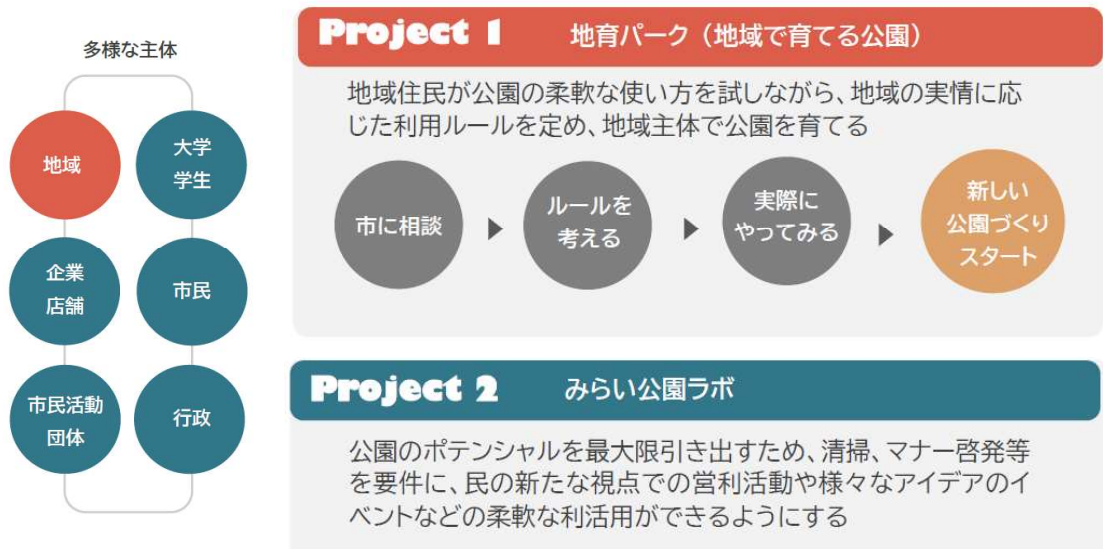 多様な主体
地域
大学
学生
企業
店舗
市民
市民活動
団体
行政
Project 1 地育パーク（地域で育てる公園）
地域住民が公園の柔軟な使い方を試しながら、地域の実情に応
じた利用ルールを定め、地域主体で公園を育てる
市に相談
ルールを
考える
実際に
やってみる
新しい
公園づくり
スタート
Project 2 みらい公園ラボ
公園のポテンシャルを最大限引き出すため、清掃、マナー啓発等
を要件に、民の新たな視点での営利活動や様々なアイデアのイ
ベントなどの柔軟な利活用ができるようにする